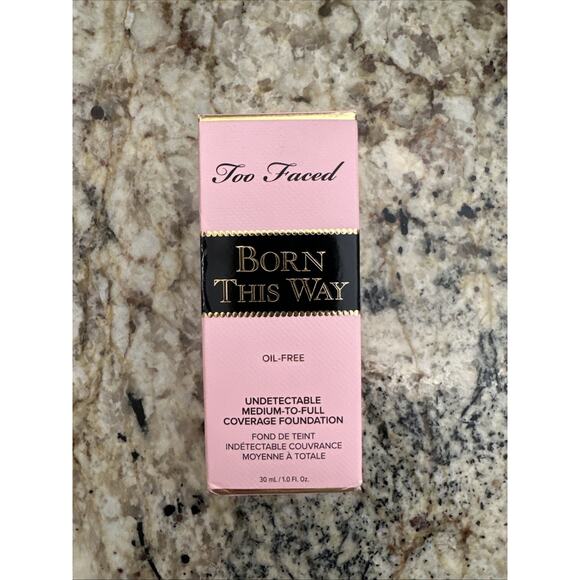 Too Faced
BORN
THIS WAY
OIL-FREE
UNDETECTABLE
MEDIUM-TO-FULL
COVERAGE FOUNDATION
FOND DE TEINT
INDÉTECTABLE COUVRANCE
MOYENNE À TOTALE
30 mL / 1.0 Fl. Oz.